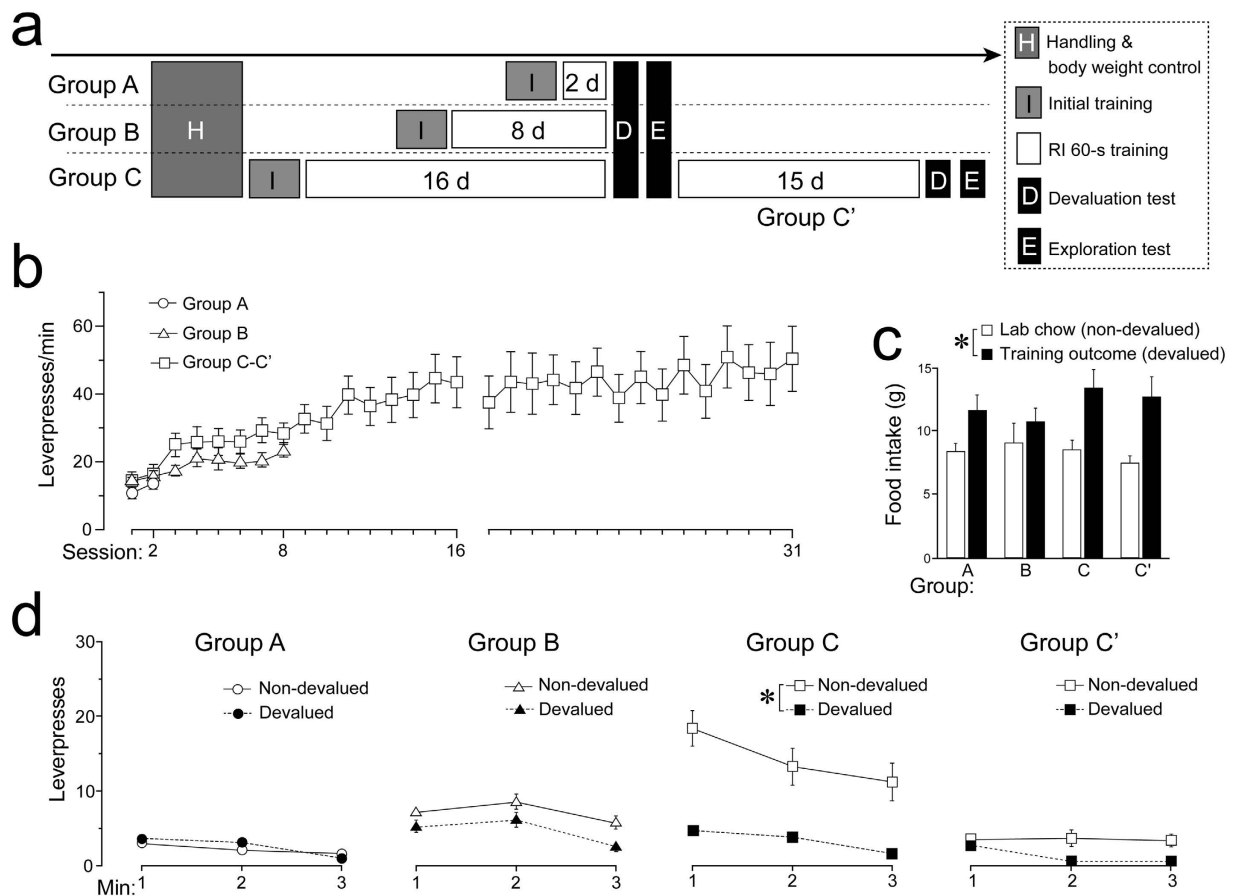 a
H Handling &
body weight control
I Initial training
RI 60-s training
D Devaluation test
E Exploration test
Group A I 2 d
Group B H I 8 d D E
Group C I 16 d 15 d D E
Group C'
b
Leverpresses/min
60
40
20
0
Group A
Group B
Group C-C'
Session: 2 8 16 31
c
* Lab chow (non-devalued)
Training outcome (devalued)
Food intake (g)
15
10
5
0
A B C C'
Group:
d
Leverpresses
30
20
10
0
Group A Group B Group C Group C'
Non-devalued Non-devalued * Non-devalued Non-devalued
Devalued Devalued Devalued Devalued
Min: 1 2 3 1 2 3 1 2 3 1 2 3